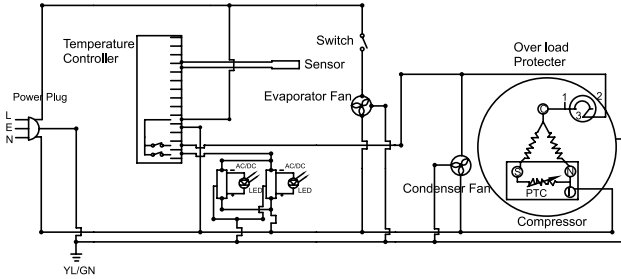 Temperature
Controller
Sensor
Switch
Evaporator Fan
Over load
Protecter
1
2
3
Power Plug
L
E
N
AC/DC
LED
AC/DC
LED
Condenser Fan
S
N
PTC
Compressor
YL/GN